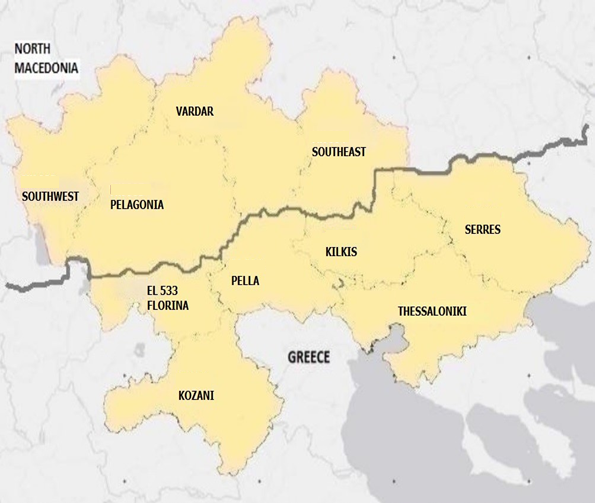 NORTH
MACEDONIA
VARDAR
SOUTHEAST
SOUTHWEST
PELAGONIA
SERRES
KILKIS
PELLA
EL 533
FLORINA
THESSALONIKI
GREECE
KOZANI